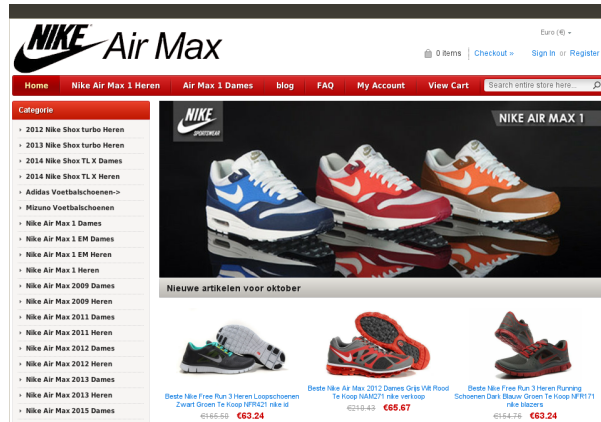 NIKE Air Max
Euro (€)
0 items Checkout » Sign In or Register
Home Nike Air Max 1 Heren Air Max 1 Dames blog FAQ My Account View Cart Search entire store here...
Categorie
2012 Nike Shox turbo Heren
2013 Nike Shox turbo Heren
2014 Nike Shox TL X Dames
2014 Nike Shox TL X Heren
Adidas Voetbalschoenen->
Mizuno Voetbalschoenen
Nike Air Max 1 Dames
Nike Air Max 1 EM Dames
Nike Air Max 1 EM Heren
Nike Air Max 1 Heren
Nike Air Max 2009 Dames
Nike Air Max 2009 Heren
Nike Air Max 2011 Dames
Nike Air Max 2011 Heren
Nike Air Max 2012 Dames
Nike Air Max 2012 Heren
Nike Air Max 2013 Dames
Nike Air Max 2013 Heren
Nike Air Max 2015 Dames
NIKE
SPORTSWEAR
NIKE AIR MAX 1
Nieuwe artikelen voor oktober
Beste Nike Free Run 3 Heren Loopschoenen
Zwart Groen Te Koop NFR421 nike id
€165.50 €63.24
Beste Nike Air Max 2012 Dames Grijs Wit Rood
Te Koop NAM271 nike verkoop
€210.43 €65.67
Beste Nike Free Run 3 Heren Running
Schoenen Dark Blauw Groen Te Koop NFR171
nike blazers
€154.76 €63.24